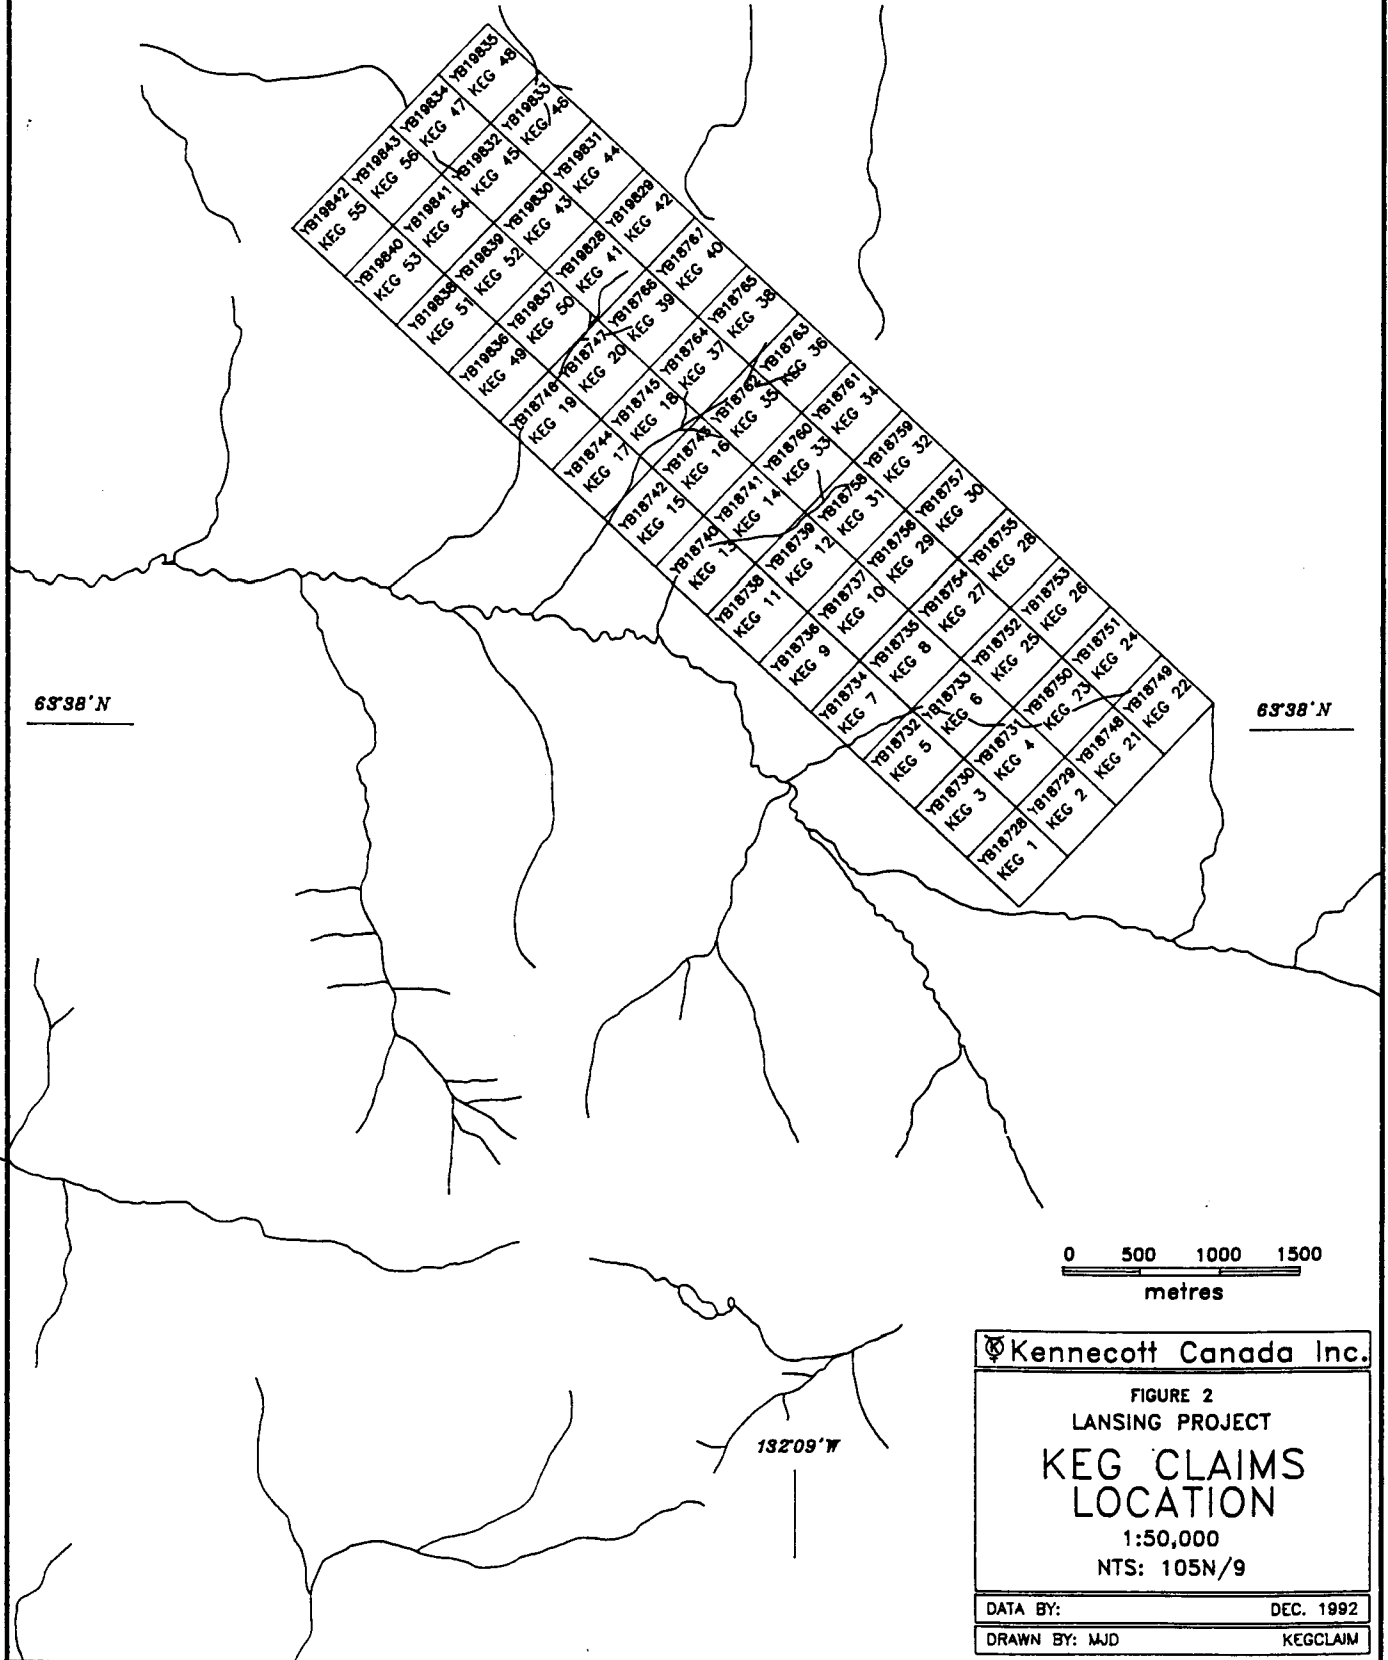 YB19835
KEG 48
YB19834
KEG 47
YB19833
KEG 46
YB19843
KEG 56
YB19832
KEG 45
YB19831
KEG 44
YB19842
KEG 55
YB19841
KEG 54
YB19830
KEG 43
YB19829
KEG 42
YB19840
KEG 53
YB19839
KEG 52
YB19828
KEG 41
YB18767
KEG 40
YB19838
KEG 51
YB19837
KEG 50
YB18766
KEG 39
YB18765
KEG 38
YB19836
KEG 49
YB18747
KEG 20
YB18764
KEG 37
YB18763
KEG 36
YB18746
KEG 19
YB18745
KEG 18
YB18762
KEG 35
YB18761
KEG 34
YB18744
KEG 17
YB18743
KEG 16
YB18760
KEG 33
YB18759
KEG 32
YB18742
KEG 15
YB18741
KEG 14
YB18758
KEG 31
YB18757
KEG 30
YB18740
KEG 13
YB18739
KEG 12
YB18756
KEG 29
YB18755
KEG 28
YB18738
KEG 11
YB18737
KEG 10
YB18754
KEG 27
YB18753
KEG 26
YB18736
KEG 9
YB18735
KEG 8
YB18752
KEG 25
YB18751
KEG 24
YB18734
KEG 7
YB18733
KEG 6
YB18750
KEG 23
YB18749
KEG 22
YB18732
KEG 5
YB18731
KEG 4
YB18748
KEG 21
YB18730
KEG 3
YB18729
KEG 2
YB18728
KEG 1
63°38'N
63°38'N
0 500 1000 1500
metres
132°09'W
Kennecott Canada Inc.
FIGURE 2
LANSING PROJECT
KEG CLAIMS
LOCATION
1:50,000
NTS: 105N/9
DATA BY: DEC. 1992
DRAWN BY: MJD KEGCLAIM